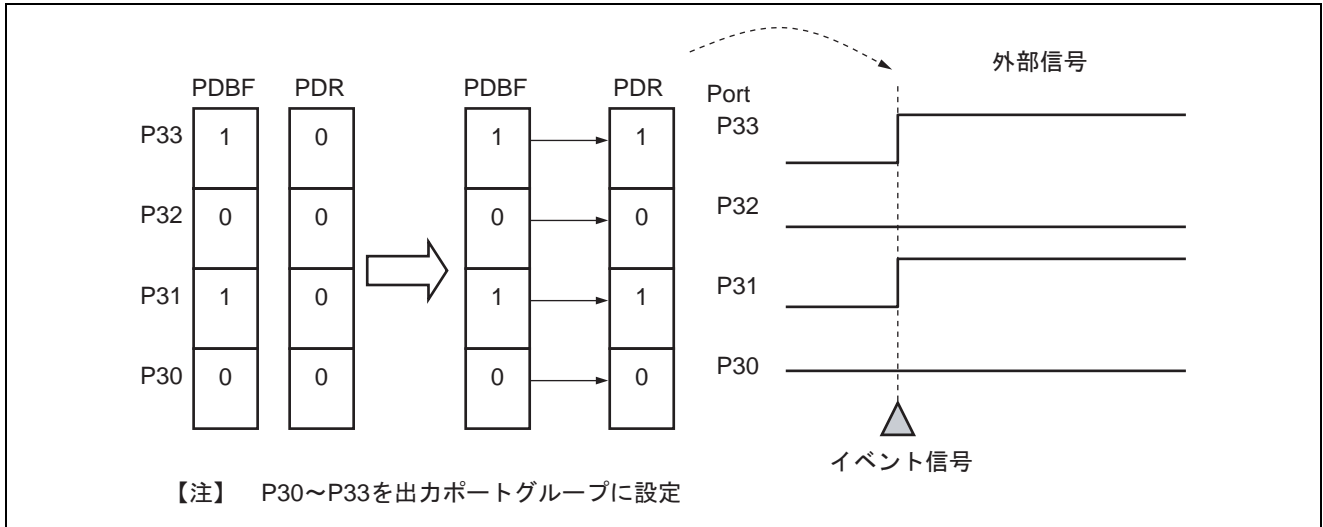 外部信号
PDBF PDR PDBF PDR Port
P33 1 0 1 1 P33
P32 0 0 0 0 P32
P31 1 0 1 1 P31
P30 0 0 0 0 P30
イベント信号
【注】 P30～P33を出力ポートグループに設定